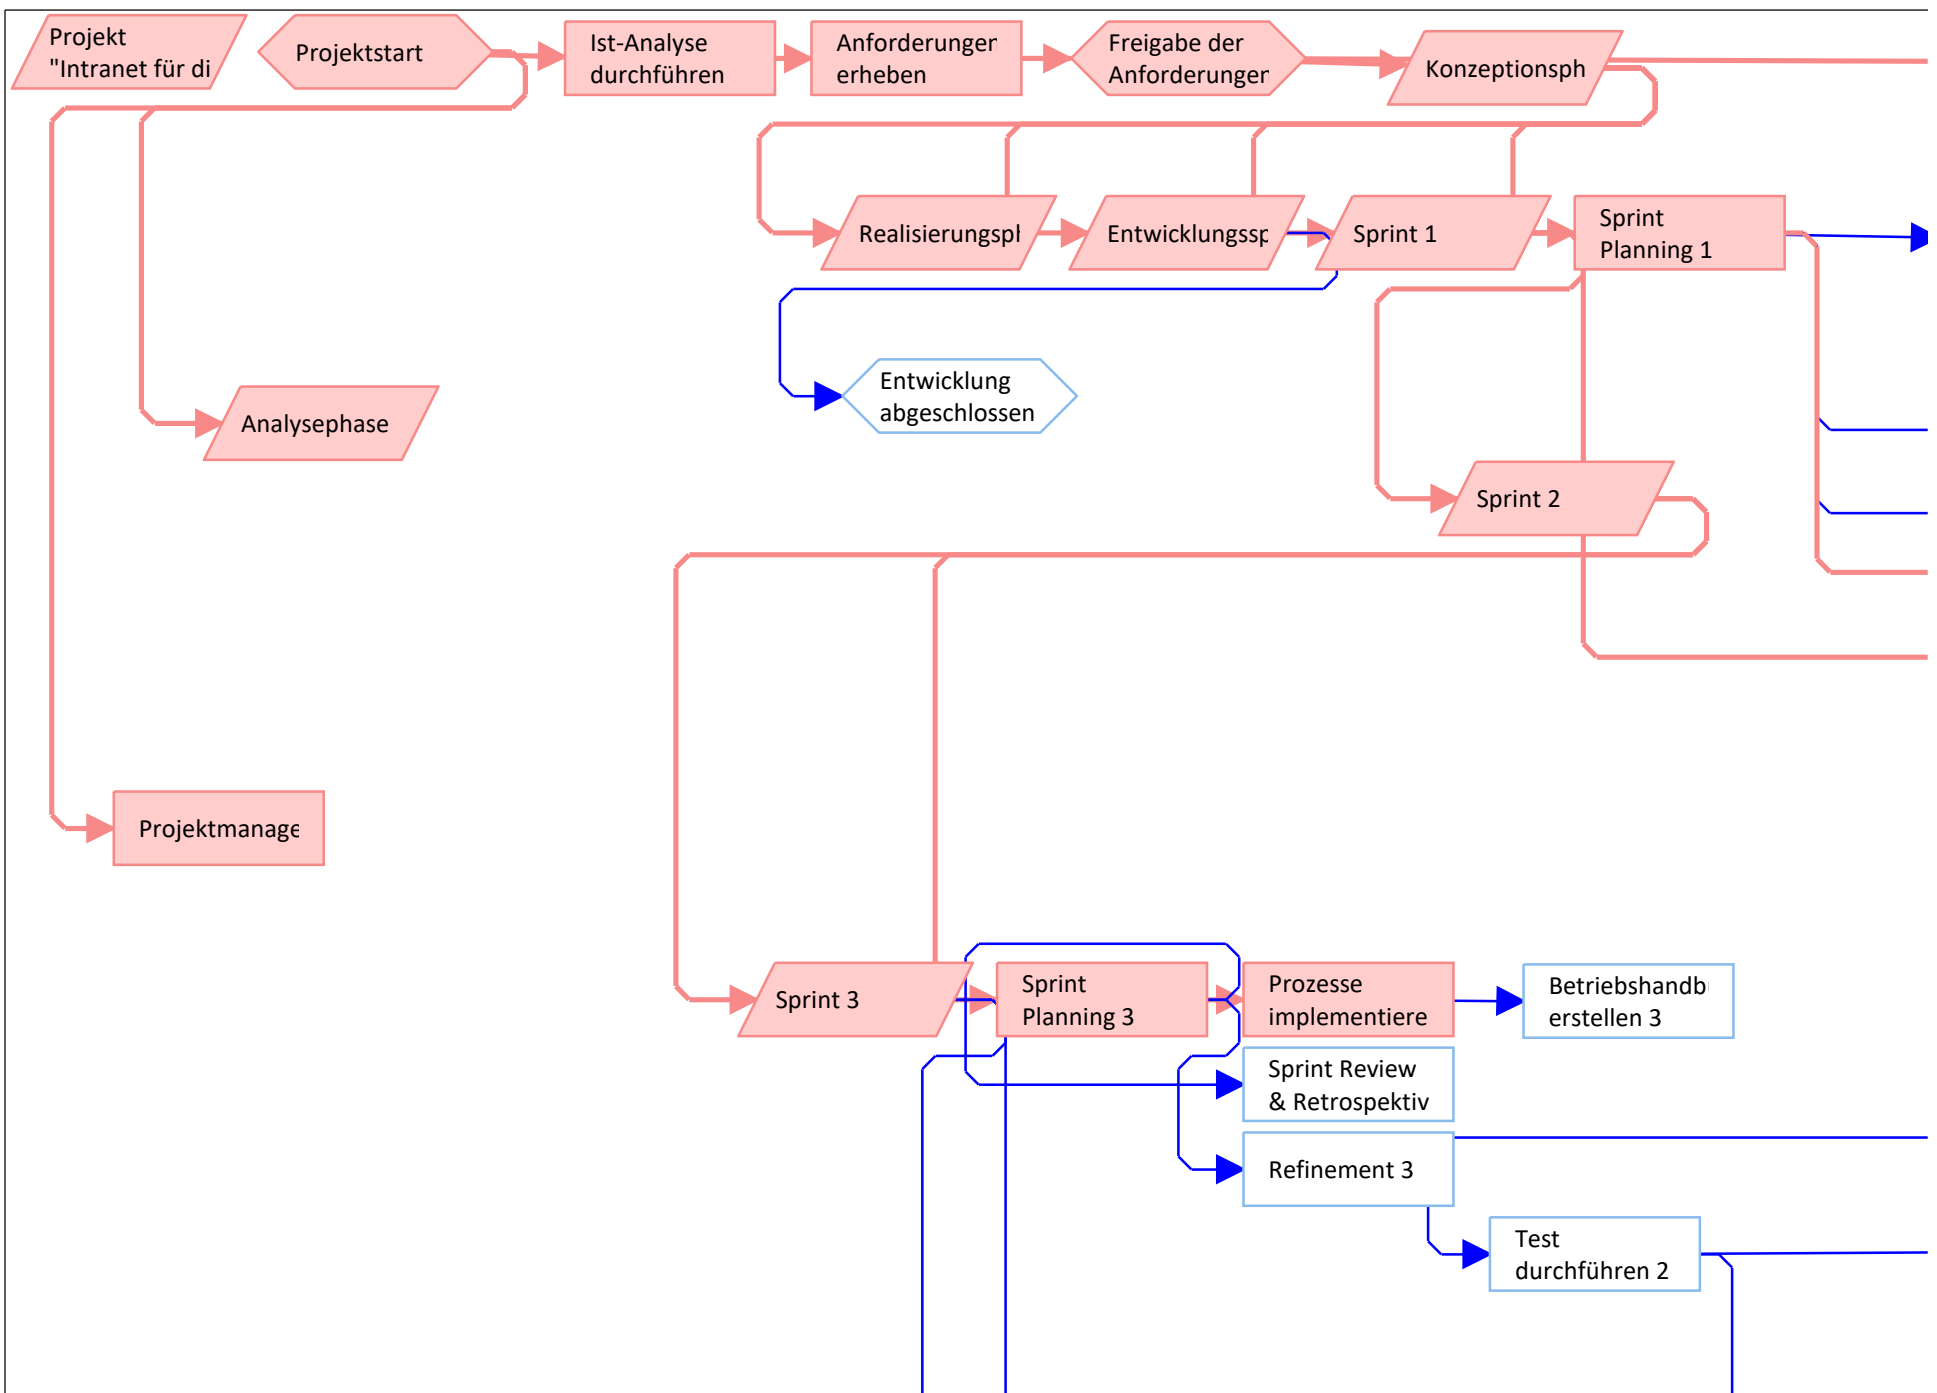 Projekt
"Intranet für di
Projektstart
Ist-Analyse
durchführen
Anforderunger
erheben
Freigabe der
Anforderunger
Konzeptionsph
Realisierungspl
Entwicklungssp
Sprint 1
Sprint
Planning 1
Entwicklung
abgeschlossen
Analysephase
Sprint 2
Projektmanage
Sprint 3
Sprint
Planning 3
Prozesse
implementiere
Betriebshandb
erstellen 3
Sprint Review
& Retrospektiv
Refinement 3
Test
durchführen 2